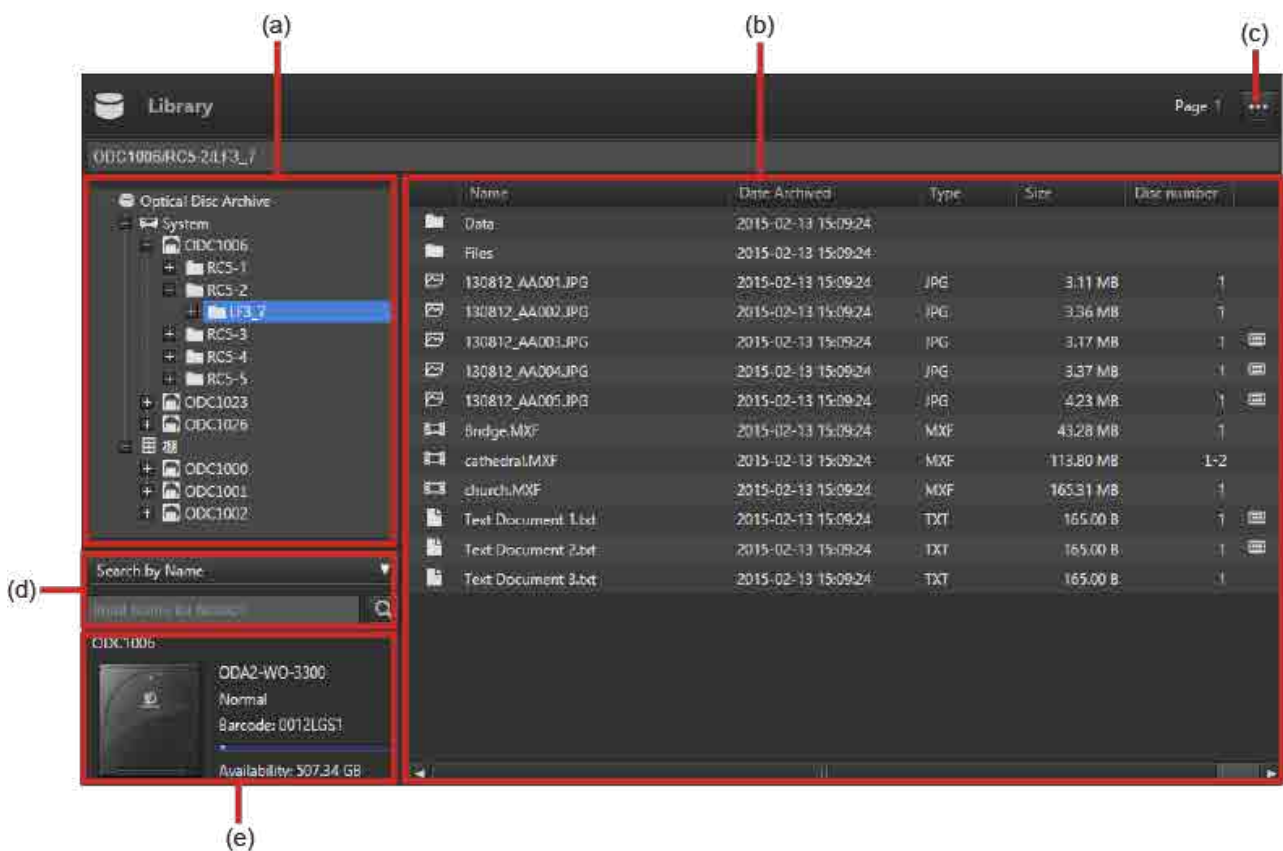 (a)
(b)
(c)
Library
Page 1
ODC1006/RC5-2/LF3_7
Optical Disc Archive
System
ODC1006
RC5-1
RC5-2
LF3_7
RC5-3
RC5-4
RC5-5
ODC1023
ODC1026
棚
ODC1000
ODC1001
ODC1002
Name Date Archived Type Size Disc number
Data 2015-02-13 15:09:24
Files 2015-02-13 15:09:24
130812_AA001.JPG 2015-02-13 15:09:24 JPG 3.11 MB 1
130812_AA002.JPG 2015-02-13 15:09:24 JPG 3.36 MB 1
130812_AA003.JPG 2015-02-13 15:09:24 JPG 3.17 MB 1
130812_AA004.JPG 2015-02-13 15:09:24 JPG 3.37 MB 1
130812_AA005.JPG 2015-02-13 15:09:24 JPG 4.23 MB 1
Bridge.MXF 2015-02-13 15:09:24 MXF 43.28 MB 1
cathedral.MXF 2015-02-13 15:09:24 MXF 113.80 MB 1-2
church.MXF 2015-02-13 15:09:24 MXF 165.31 MB 1
Text Document 1.txt 2015-02-13 15:09:24 TXT 165.00 B 1
Text Document 2.txt 2015-02-13 15:09:24 TXT 165.00 B 1
Text Document 3.txt 2015-02-13 15:09:24 TXT 165.00 B 1
(d)
Search by Name
ODC1006
ODA2-WO-3300
Normal
Barcode: 0012LGS1
Availability: 507.34 GB
(e)